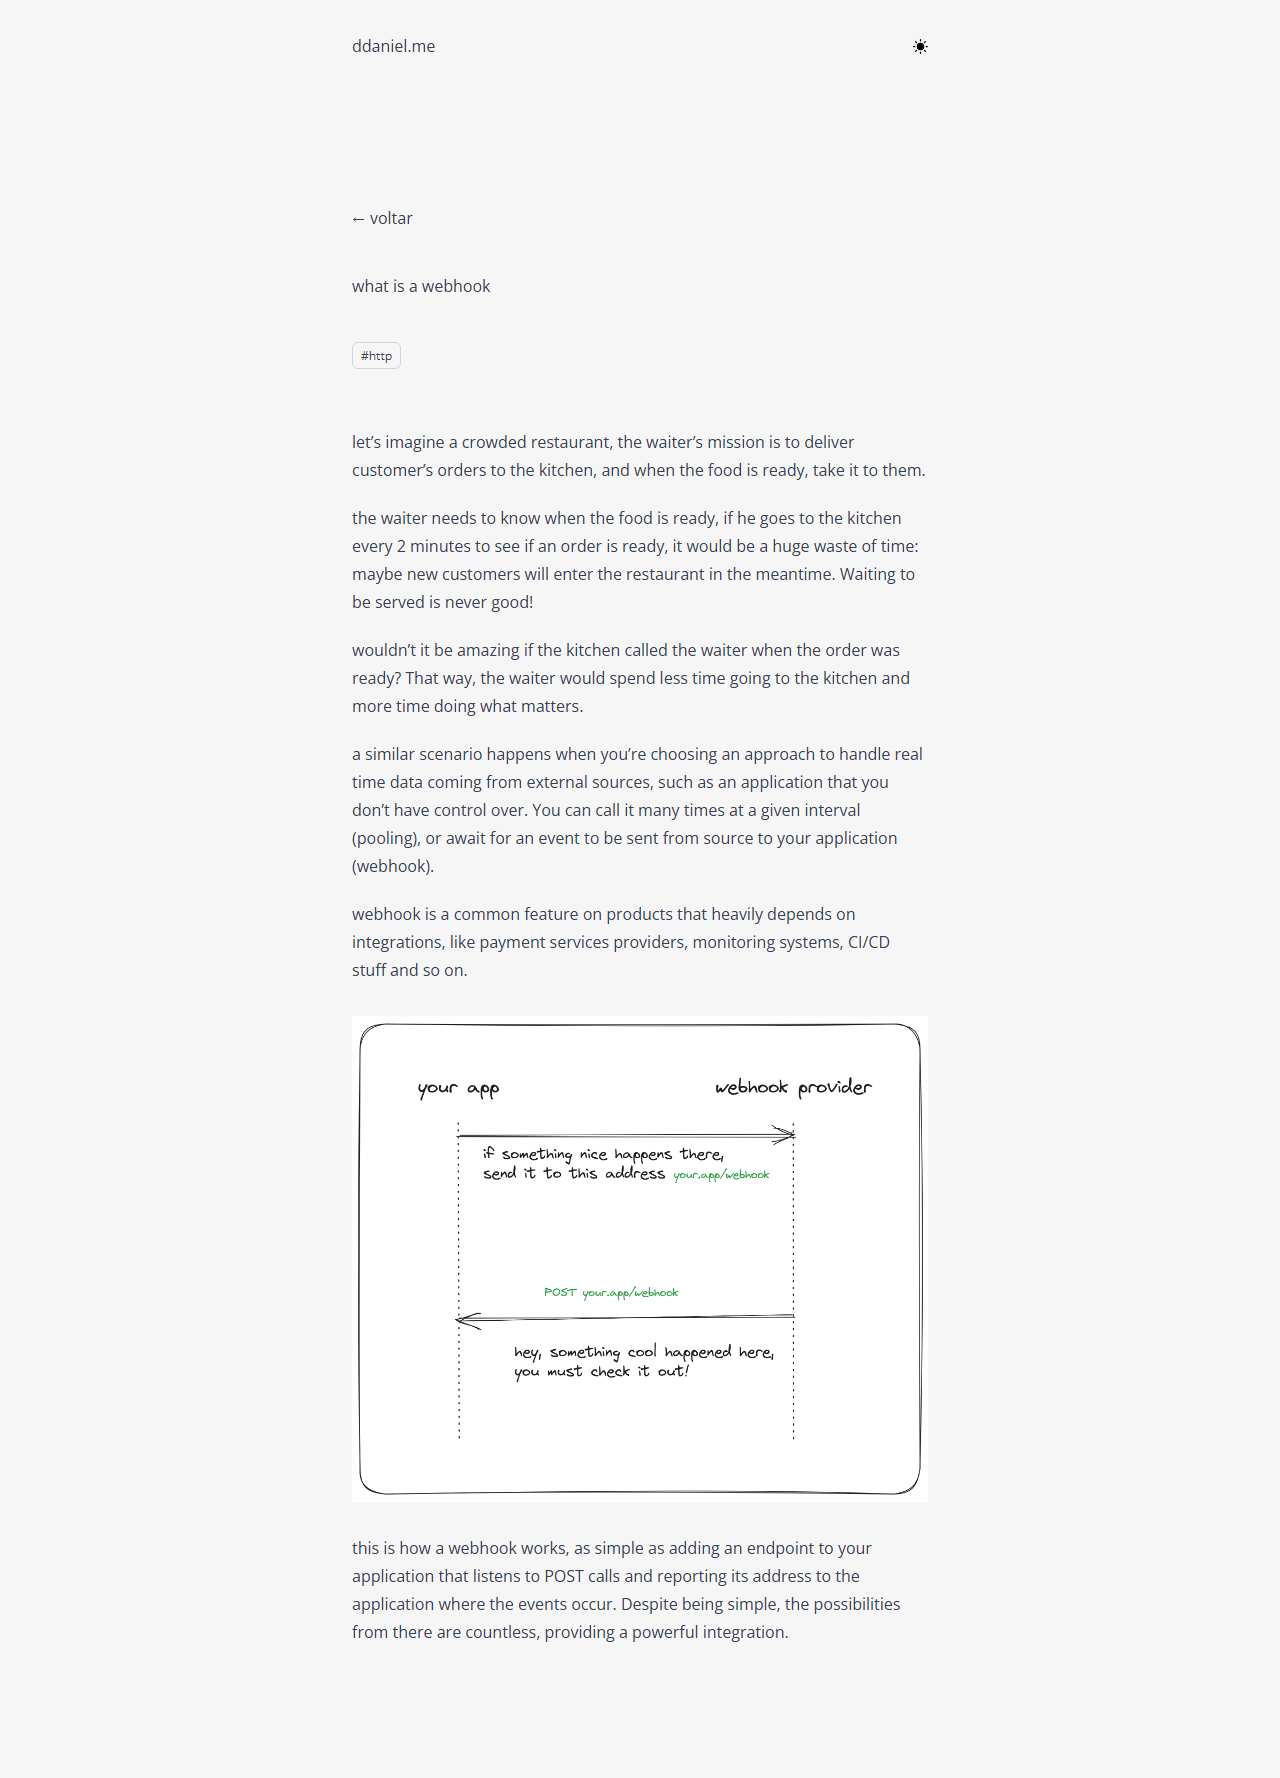 ddaniel.me
← voltar
what is a webhook
#http
let’s imagine a crowded restaurant, the waiter’s mission is to deliver
customer’s orders to the kitchen, and when the food is ready, take it to them.
the waiter needs to know when the food is ready, if he goes to the kitchen
every 2 minutes to see if an order is ready, it would be a huge waste of time:
maybe new customers will enter the restaurant in the meantime. Waiting to
be served is never good!
wouldn’t it be amazing if the kitchen called the waiter when the order was
ready? That way, the waiter would spend less time going to the kitchen and
more time doing what matters.
a similar scenario happens when you’re choosing an approach to handle real
time data coming from external sources, such as an application that you
don’t have control over. You can call it many times at a given interval
(pooling), or await for an event to be sent from source to your application
(webhook).
webhook is a common feature on products that heavily depends on
integrations, like payment services providers, monitoring systems, CI/CD
stuff and so on.
your app
webhook provider
if something nice happens there,
send it to this address your.app/webhook
POST your.app/webhook
hey, something cool happened here,
you must check it out!
this is how a webhook works, as simple as adding an endpoint to your
application that listens to POST calls and reporting its address to the
application where the events occur. Despite being simple, the possibilities
from there are countless, providing a powerful integration.